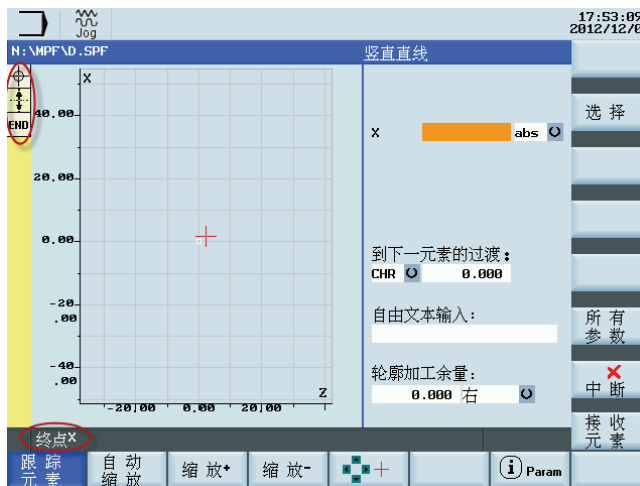 Jog
17:53:09
2012/12/0
N:\MPF\D.SPF
竖直直线
X
END
40.00
20.00
0.00
-20
.00
-40
.00
-20.00 0.00 20.00
Z
X abs
到下一元素的过渡：
CHR 0.000
自由文本输入：
轮廓加工余量：
0.000 右
选择
所有
参数
中断
接收
元素
终点X
跟踪
元素
自动
缩放
缩放+
缩放-
Param